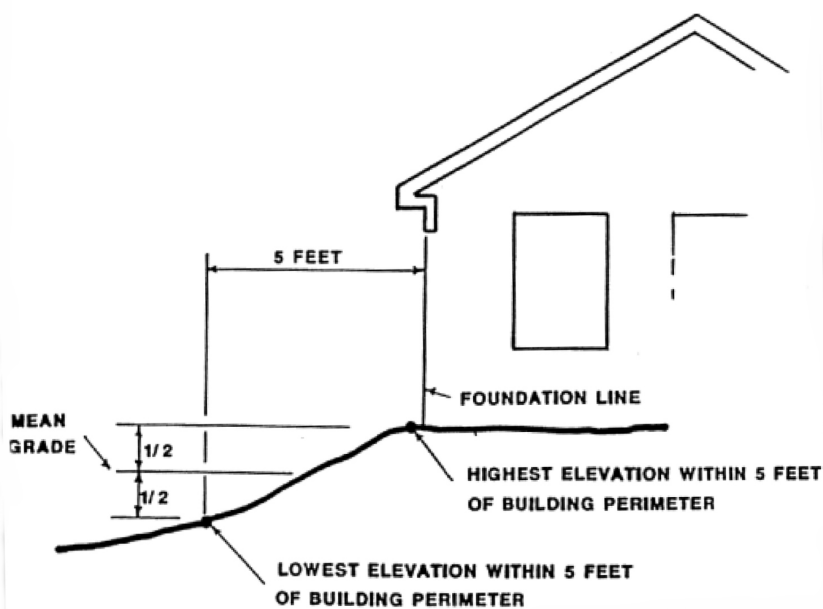 5 FEET
FOUNDATION LINE
MEAN
GRADE
1/2
1/2
HIGHEST ELEVATION WITHIN 5 FEET
OF BUILDING PERIMETER
LOWEST ELEVATION WITHIN 5 FEET
OF BUILDING PERIMETER